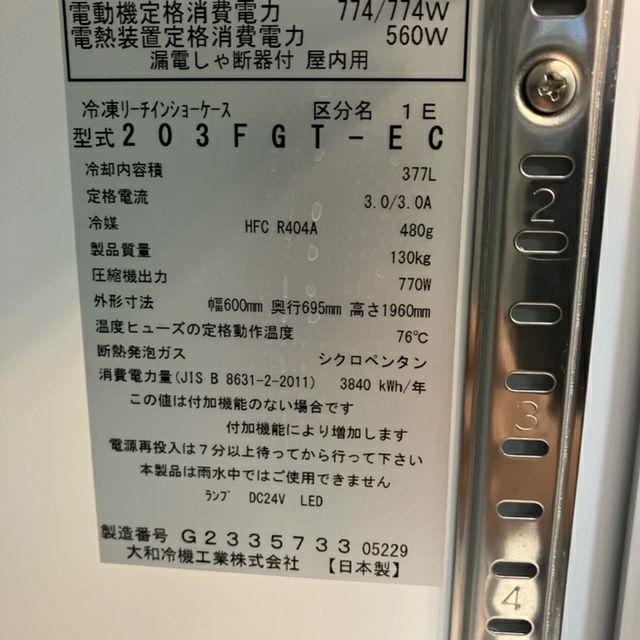 電動機定格消費電力 774/774W
電熱装置定格消費電力 560W
漏電しゃ断器付 屋内用
冷凍リーチインショーケース 区分名 1E
型式 203FGT-EC
冷却内容積 377L
定格電流 3.0/3.0A
冷媒 HFC R404A 480g
製品質量 130kg
圧縮機出力 770W
外形寸法 幅600mm 奥行695mm 高さ1960mm
温度ヒューズの定格動作温度 76℃
断熱発泡ガス シクロペンタン
消費電力量(JIS B 8631-2-2011) 3840 kWh/年
この値は付加機能のない場合です
付加機能により増加します
電源再投入は7分以上待ってから行って下さい
本製品は雨水中ではご使用できません
ランプ DC24V LED
製造番号 G2335733 05229
大和冷機工業株式会社 【日本製】
2
3
4